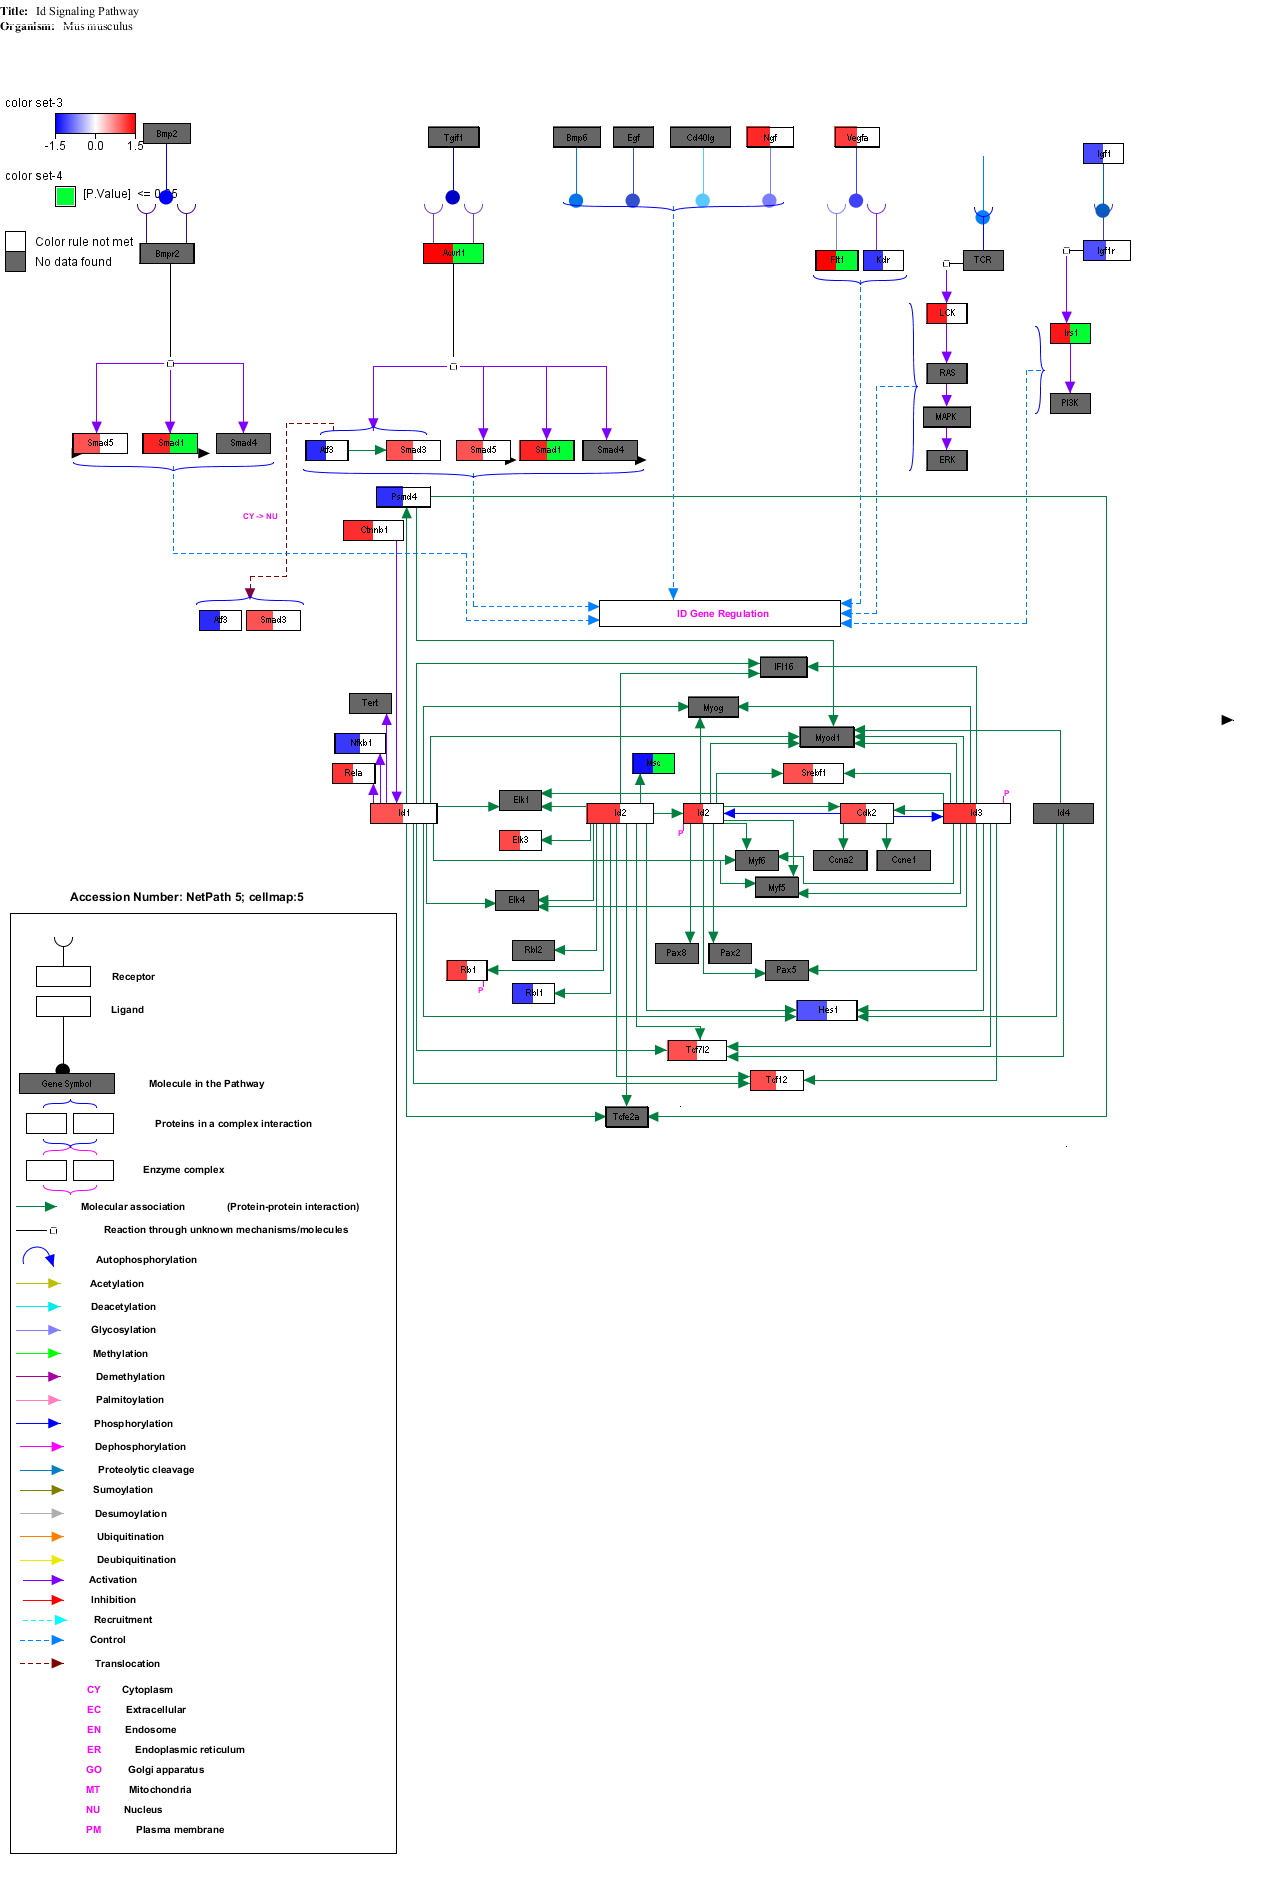 Title: Id Signaling Pathway
Organism: Mus musculus
color set-3
-1.5 0.0 1.5
color set-4
[P.Value] <= 0.05
Color rule not met
No data found
Bmp2
Tgif1
Bmp6
Egf
Cd40lg
Ngf
Vegfa
Igf1
Bmpr2
Acvrl1
Flt1
Kdr
TCR
Igf1r
LCK
Irs1
RAS
PI3K
MAPK
ERK
Smad5
Smad1
Smad4
Atf3
Smad3
Smad5
Smad1
Smad4
Psmd4
CY -> NU
Ctnnb1
Atf3
Smad3
ID Gene Regulation
IFI16
Tert
Myog
Nfkb1
Myod1
Rela
Msc
Srebf1
P
Elk1
Id1
Id2
Id2
Cdk2
Id3
Id4
P
Elk3
Myf6
Ccna2
Ccne1
Myf5
Elk4
Rbl2
Pax8
Pax2
Rb1
Pax5
P
Rbl1
Hes1
Tcf7l2
Tcf12
Tcfe2a
Accession Number: NetPath 5; cellmap:5
Receptor
Ligand
Gene Symbol
Molecule in the Pathway
Proteins in a complex interaction
Enzyme complex
Molecular association (Protein-protein interaction)
Reaction through unknown mechanisms/molecules
Autophosphorylation
Acetylation
Deacetylation
Glycosylation
Methylation
Demethylation
Palmitoylation
Phosphorylation
Dephosphorylation
Proteolytic cleavage
Sumoylation
Desumoylation
Ubiquitination
Deubiquitination
Activation
Inhibition
Recruitment
Control
Translocation
CY Cytoplasm
EC Extracellular
EN Endosome
ER Endoplasmic reticulum
GO Golgi apparatus
MT Mitochondria
NU Nucleus
PM Plasma membrane